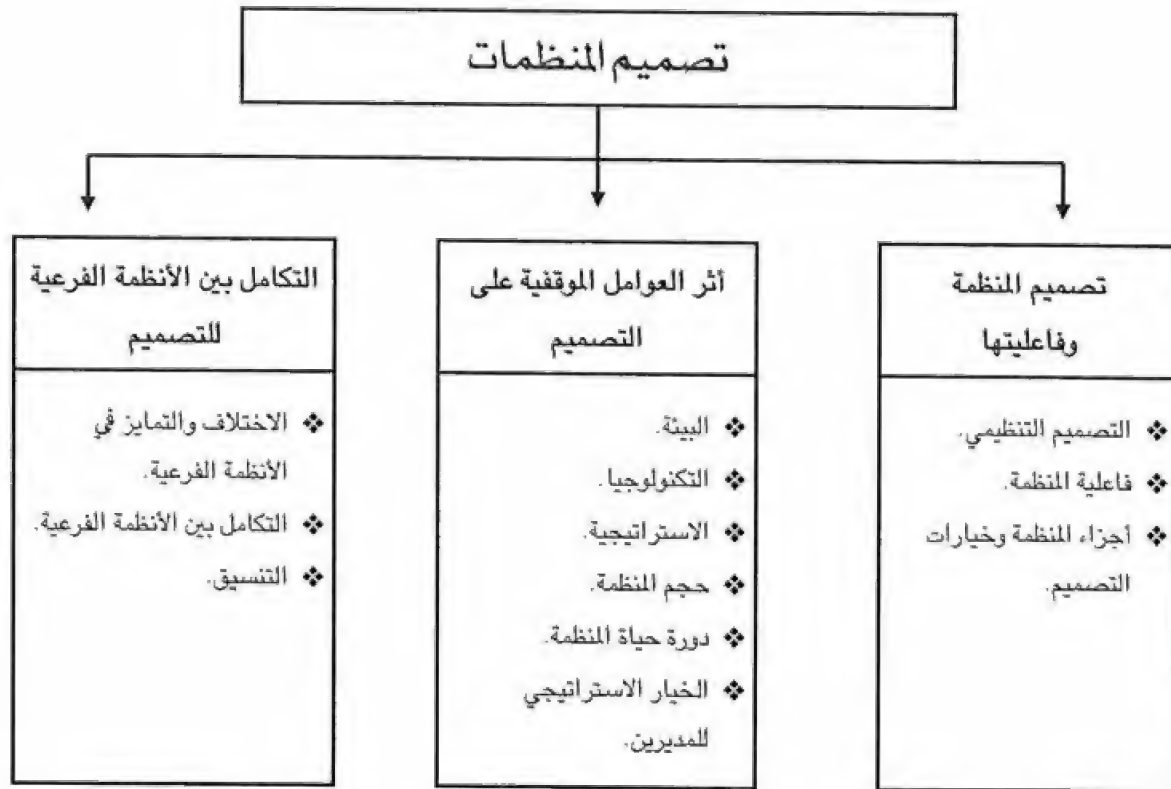 تصميم المنظمات
تصميم المنظمة
وفاعليتها
❖ التصميم التنظيمي.
❖ فاعلية المنظمة.
❖ أجزاء المنظمة وخيارات
التصميم.
أثر العوامل الموقفية على
التصميم
❖ البيئة.
❖ التكنولوجيا.
❖ الاستراتيجية.
❖ حجم المنظمة.
❖ دورة حياة المنظمة.
❖ الخيار الاستراتيجي
للمديرين.
التكامل بين الأنظمة الفرعية
للتصميم
❖ الاختلاف والتمايز في
الأنظمة الفرعية.
❖ التكامل بين الأنظمة الفرعية.
❖ التنسيق.